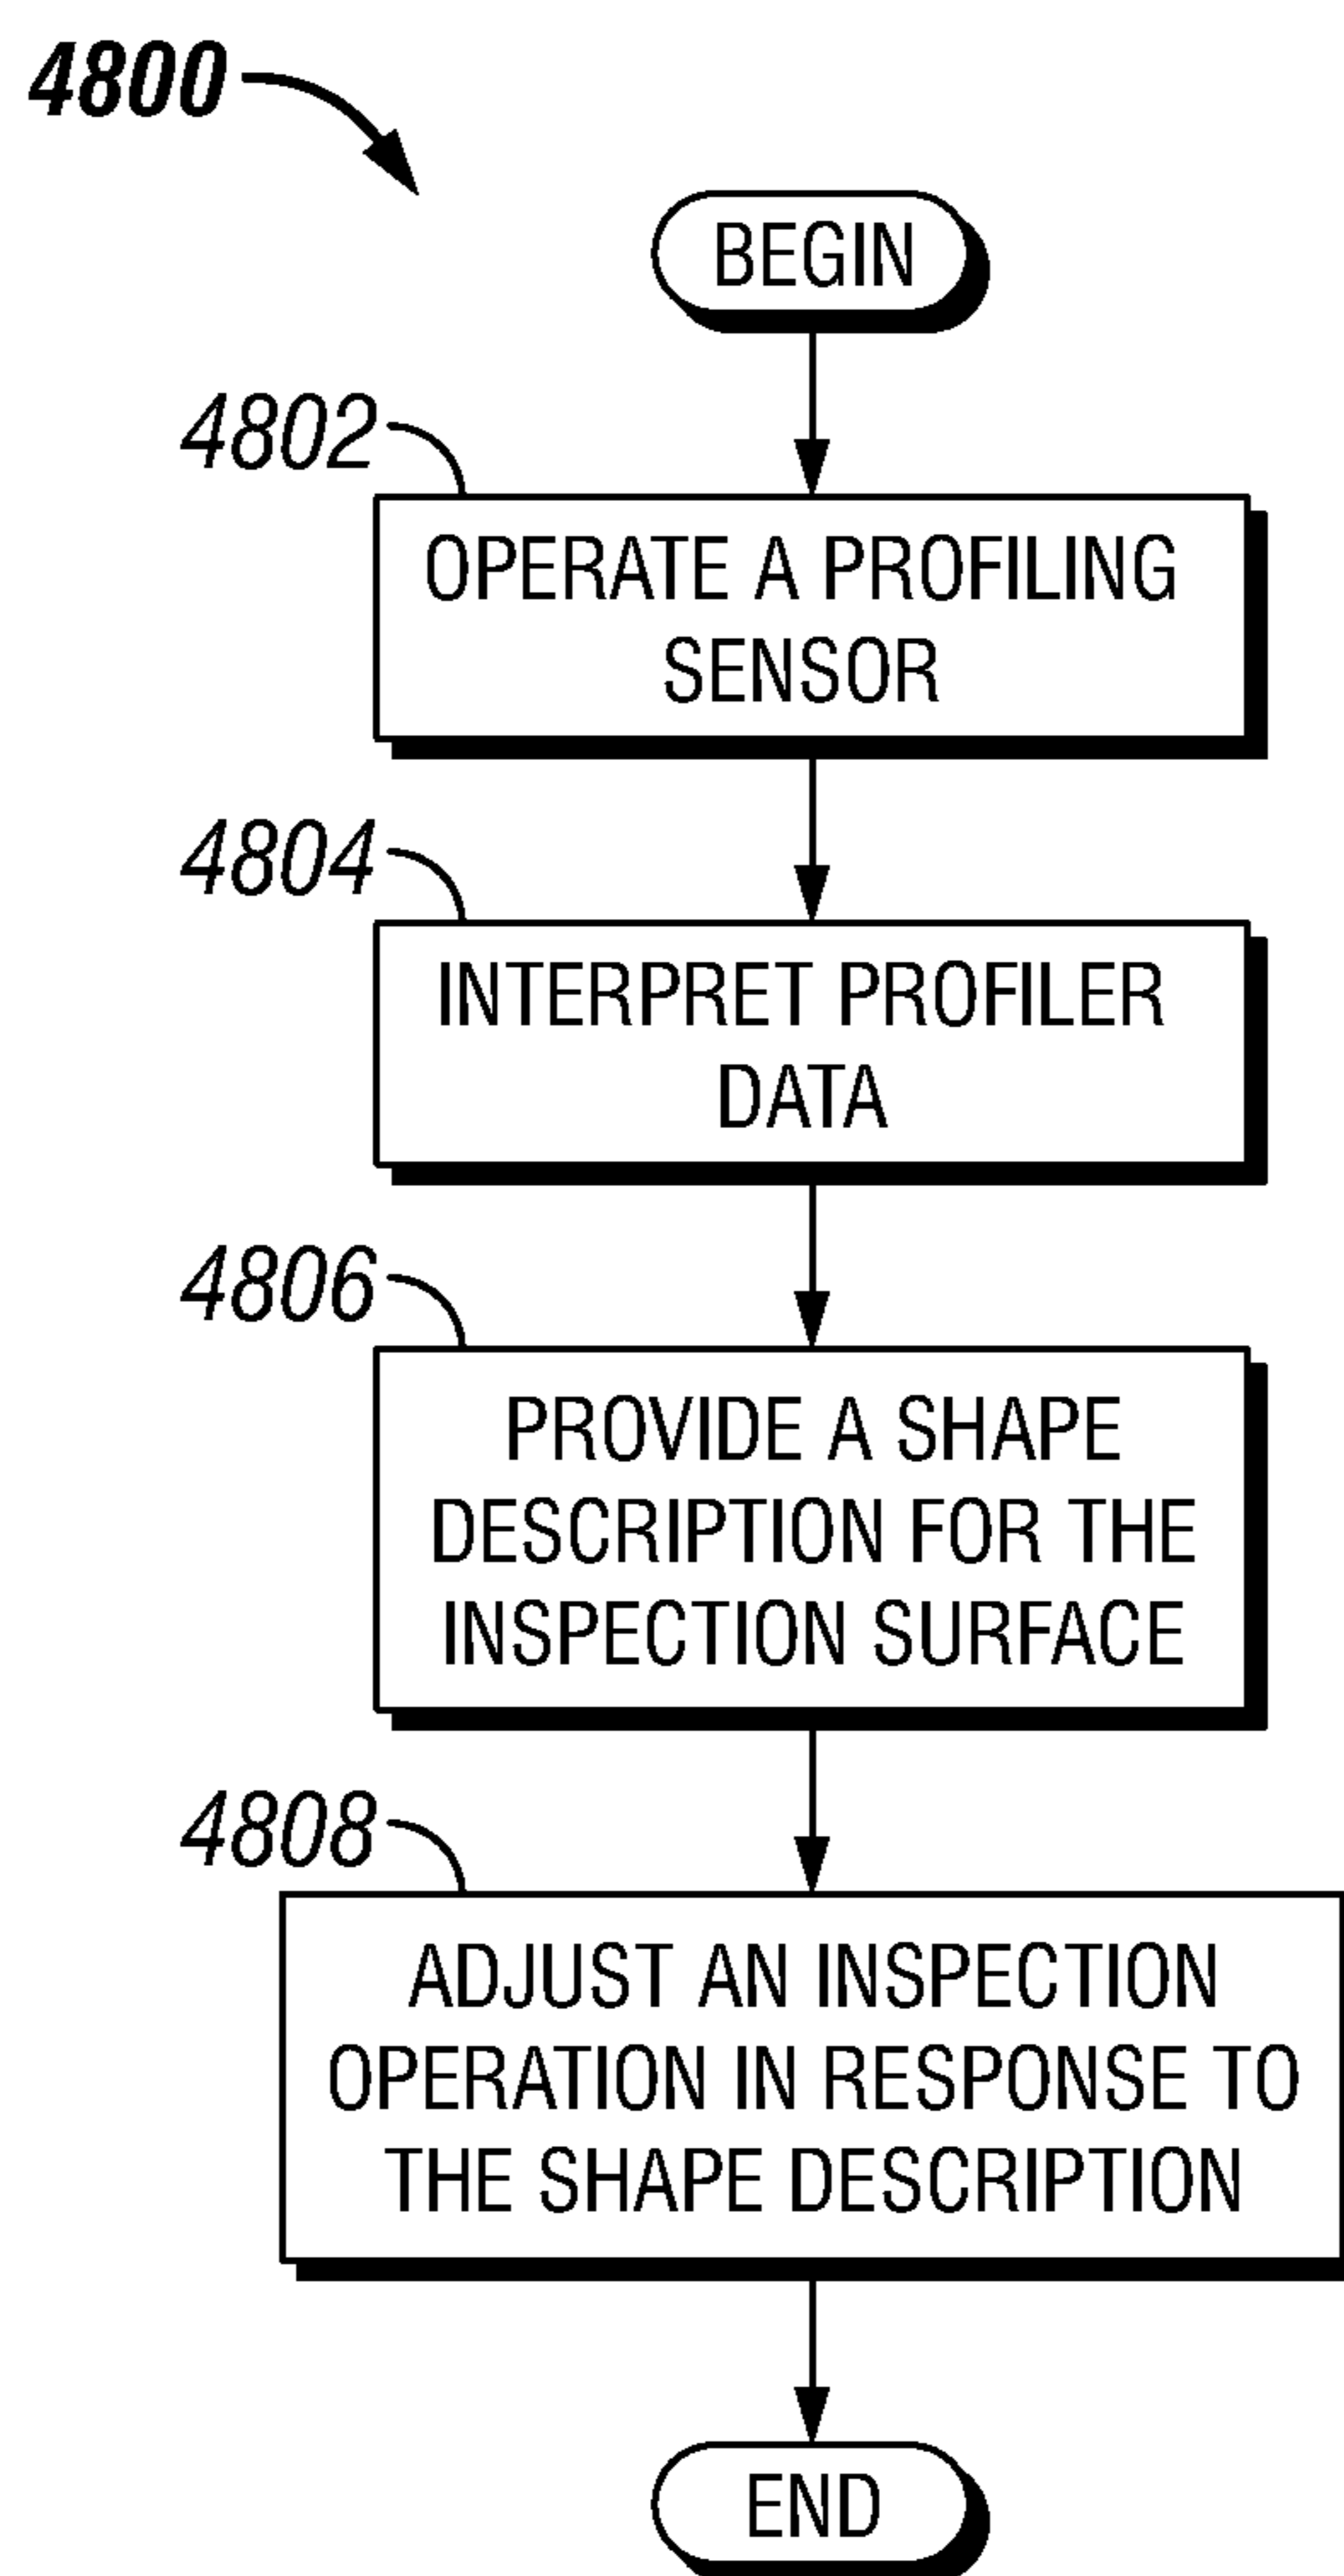 4800
BEGIN
4802
OPERATE A PROFILING
SENSOR
4804
INTERPRET PROFILER
DATA
4806
PROVIDE A SHAPE
DESCRIPTION FOR THE
INSPECTION SURFACE
4808
ADJUST AN INSPECTION
OPERATION IN RESPONSE TO
THE SHAPE DESCRIPTION
END